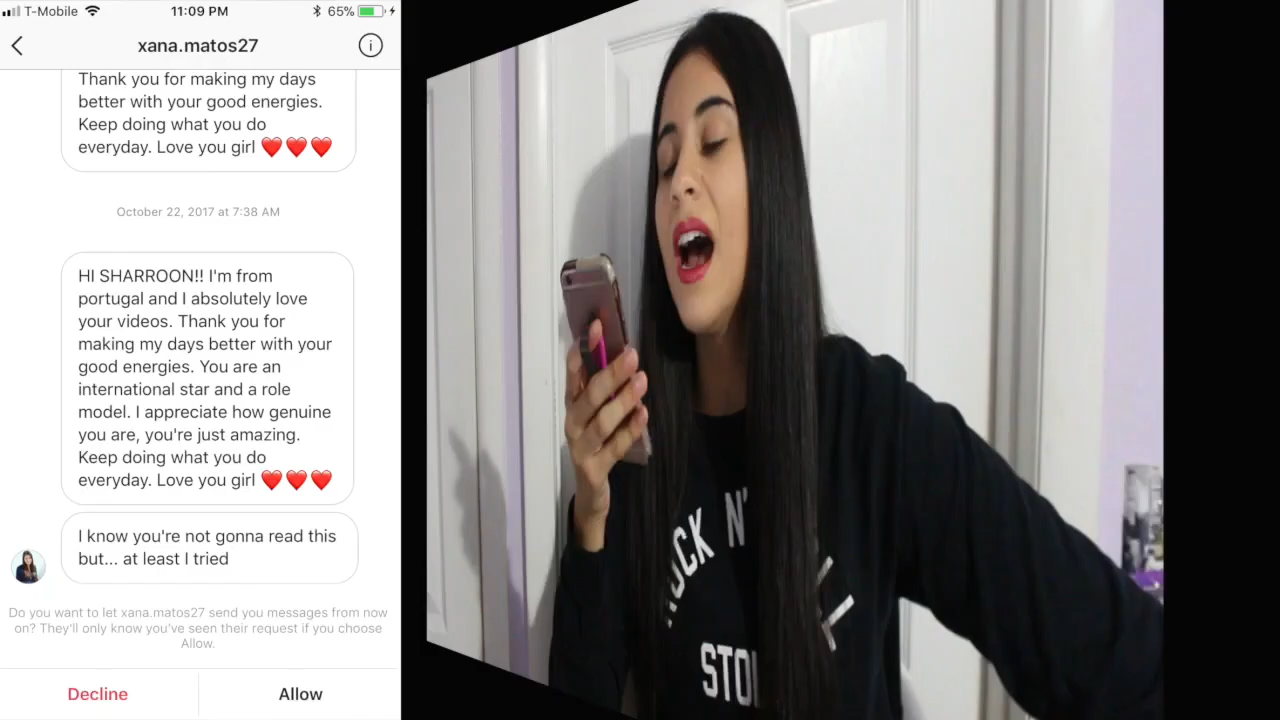 T-Mobile 11:09 PM 65%
xana.matos27
Thank you for making my days
better with your good energies.
Keep doing what you do
everyday. Love you girl ❤️❤️❤️
October 22, 2017 at 7:38 AM
HI SHARROON!! I'm from
portugal and I absolutely love
your videos. Thank you for
making my days better with your
good energies. You are an
international star and a role
model. I appreciate how genuine
you are, you're just amazing.
Keep doing what you do
everyday. Love you girl ❤️❤️❤️
I know you're not gonna read this
but... at least I tried
Do you want to let xana.matos27 send you messages from now
on? They'll only know you've seen their request if you choose
Allow.
Decline Allow